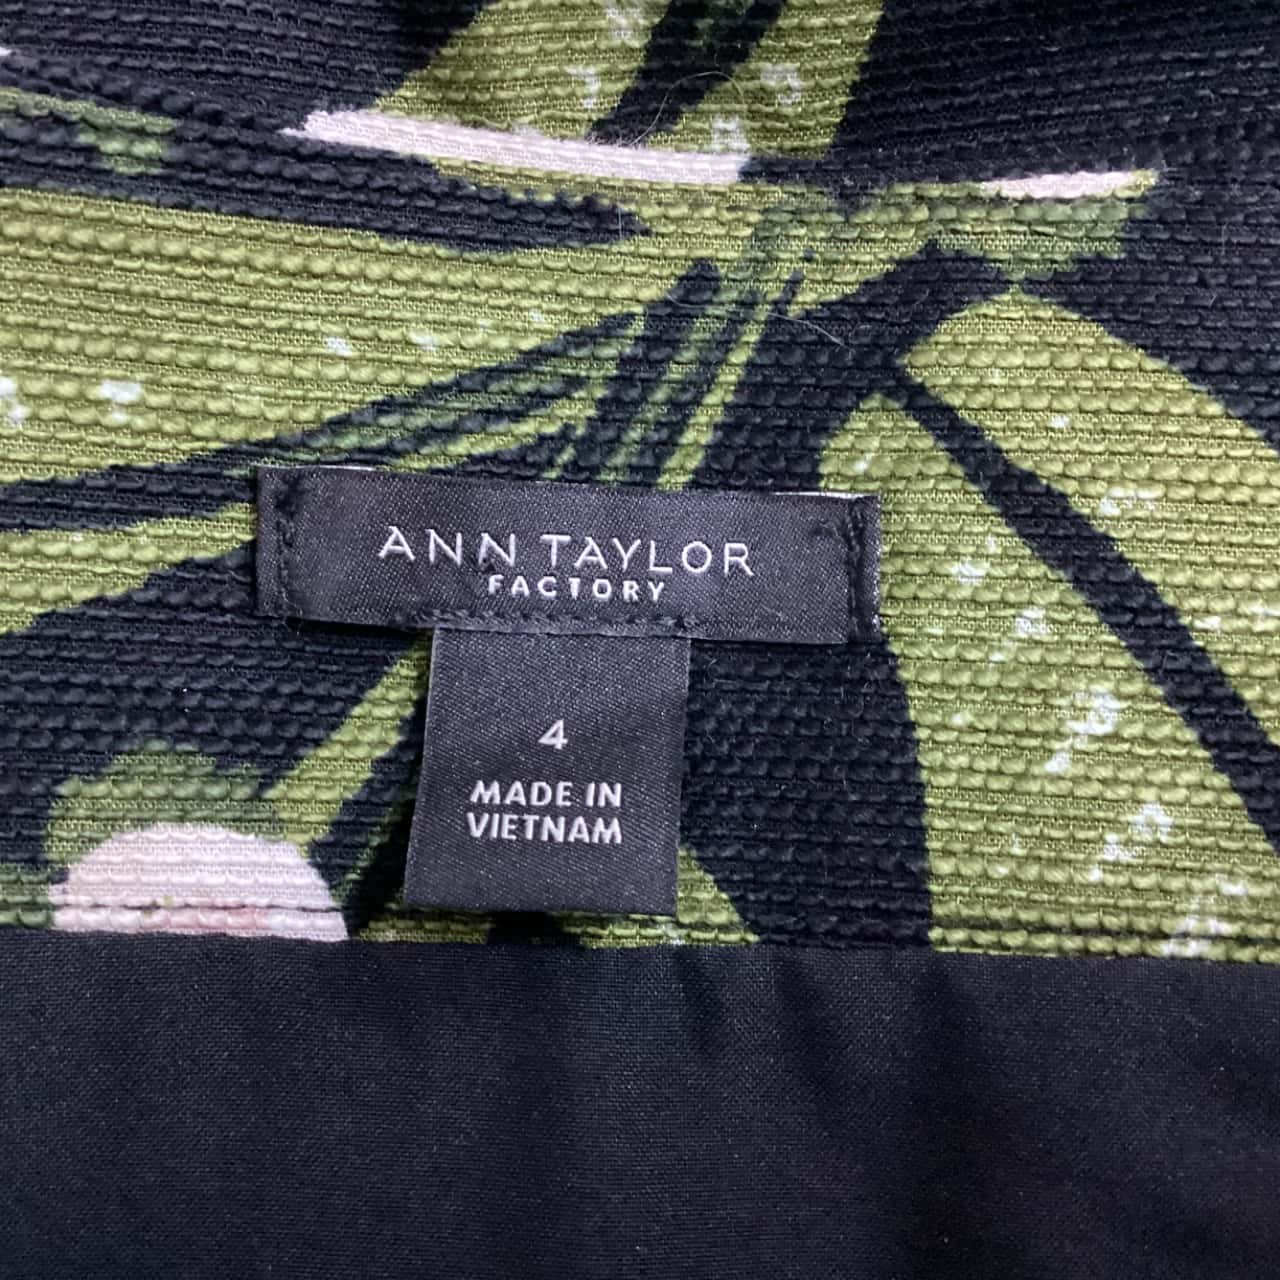 ANN TAYLOR
FACTORY
4
MADE IN
VIETNAM